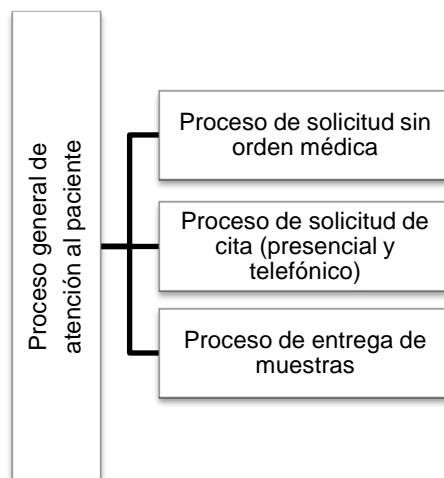 Proceso general de
atención al paciente
Proceso de solicitud sin
orden médica
Proceso de solicitud de
cita (presencial y
telefónico)
Proceso de entrega de
muestras